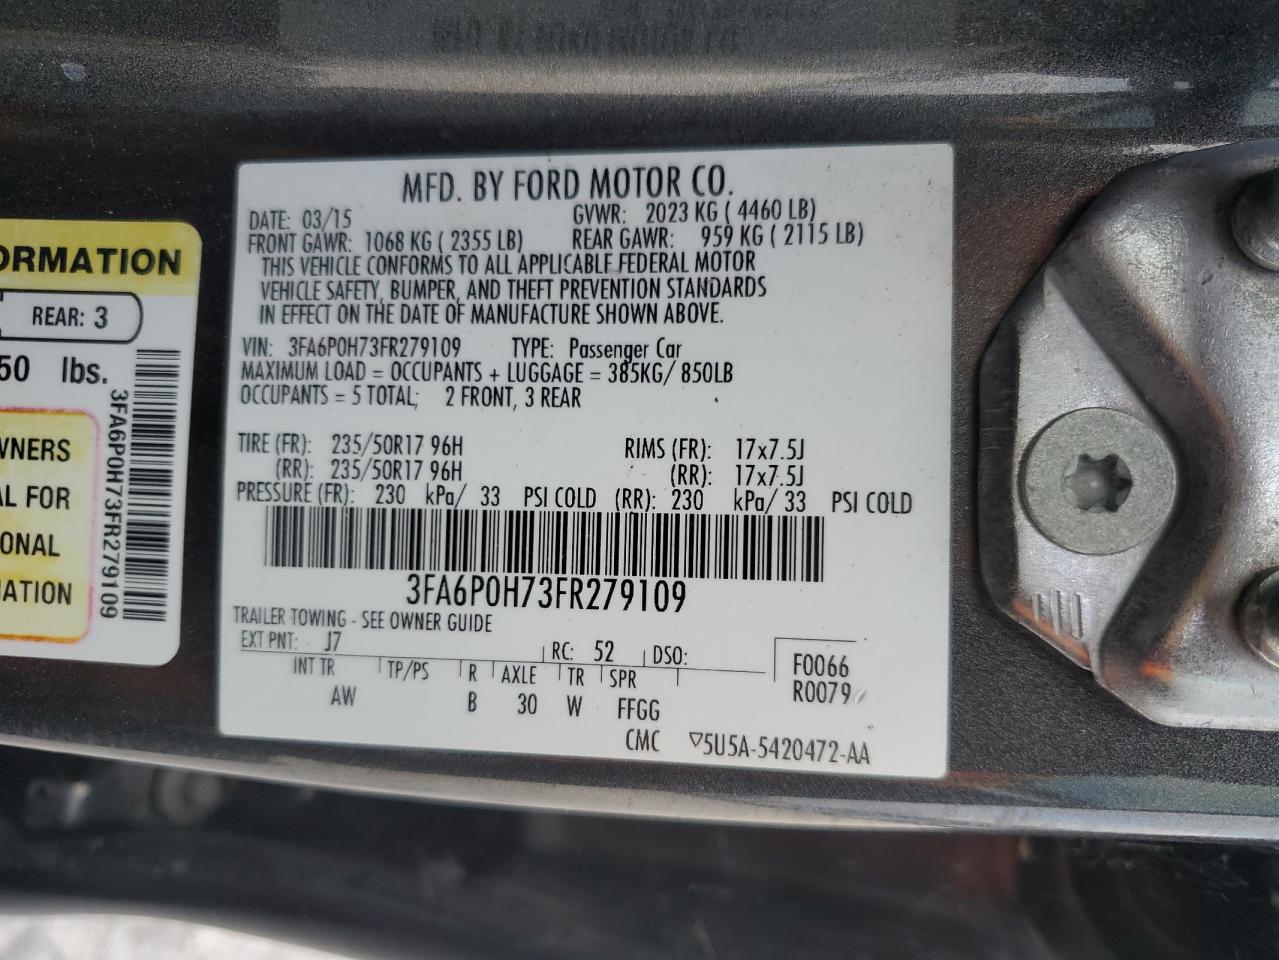 MFD. BY FORD MOTOR CO.
DATE: 03/15 GVWR: 2023 KG ( 4460 LB)
FRONT GAWR: 1068 KG ( 2355 LB) REAR GAWR: 959 KG ( 2115 LB)
THIS VEHICLE CONFORMS TO ALL APPLICABLE FEDERAL MOTOR
VEHICLE SAFETY, BUMPER, AND THEFT PREVENTION STANDARDS
IN EFFECT ON THE DATE OF MANUFACTURE SHOWN ABOVE.
VIN: 3FA6P0H73FR279109 TYPE: Passenger Car
MAXIMUM LOAD = OCCUPANTS + LUGGAGE = 385KG/ 850LB
OCCUPANTS = 5 TOTAL; 2 FRONT, 3 REAR
TIRE (FR): 235/50R17 96H RIMS (FR): 17x7.5J
(RR): 235/50R17 96H (RR): 17x7.5J
PRESSURE (FR): 230 kPa/ 33 PSI COLD (RR): 230 kPa/ 33 PSI COLD
3FA6P0H73FR279109
TRAILER TOWING - SEE OWNER GUIDE
EXT PNT: J7 RC: 52 DSO: F0066
INT TR TP/PS R AXLE TR SPR R0079
AW B 30 W FFGG
CMC ▽5U5A-5420472-AA
ORMATION
REAR: 3
50 lbs.
WNERS
AL FOR
ONAL
MATION
3FA6P0H73FR279109